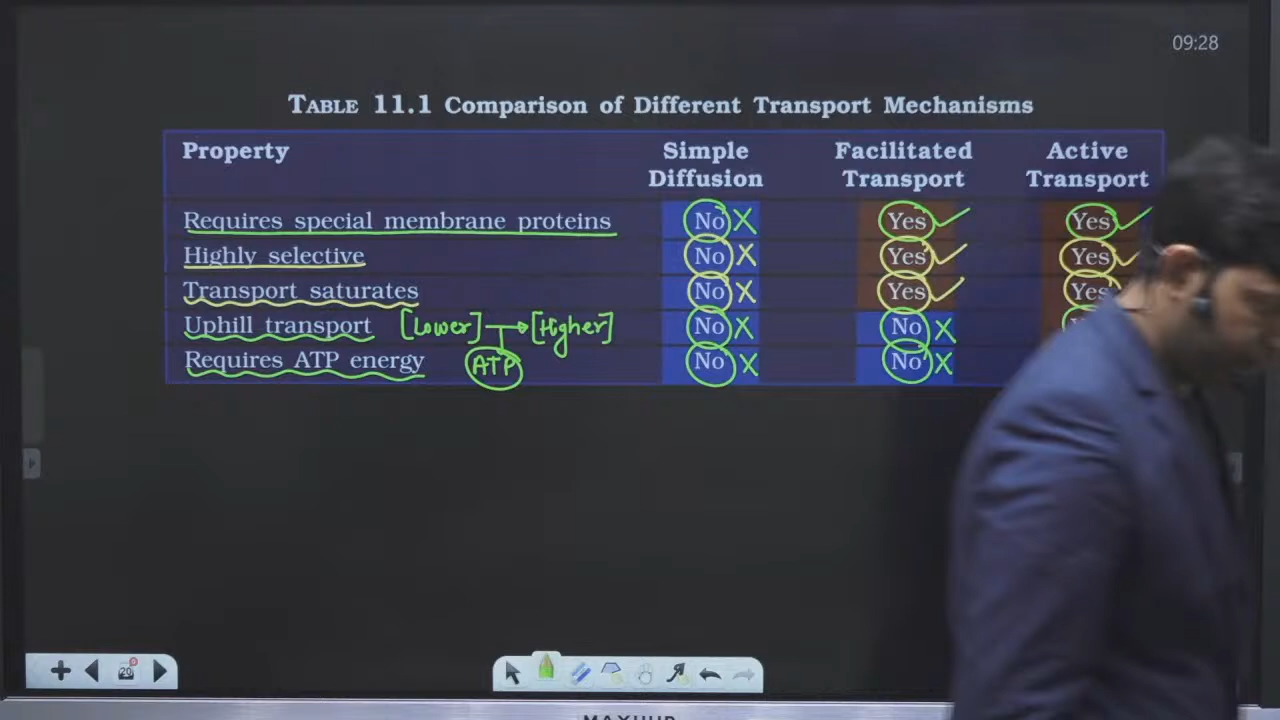 09:28
TABLE 11.1 Comparison of Different Transport Mechanisms
Property Simple Diffusion Facilitated Transport Active Transport
Requires special membrane proteins No X Yes ✓ Yes ✓
Highly selective No X Yes ✓ Yes ✓
Transport saturates No X Yes ✓ Yes
Uphill transport [Lower] → [Higher] No X No X
Requires ATP energy ATP No X No X
20